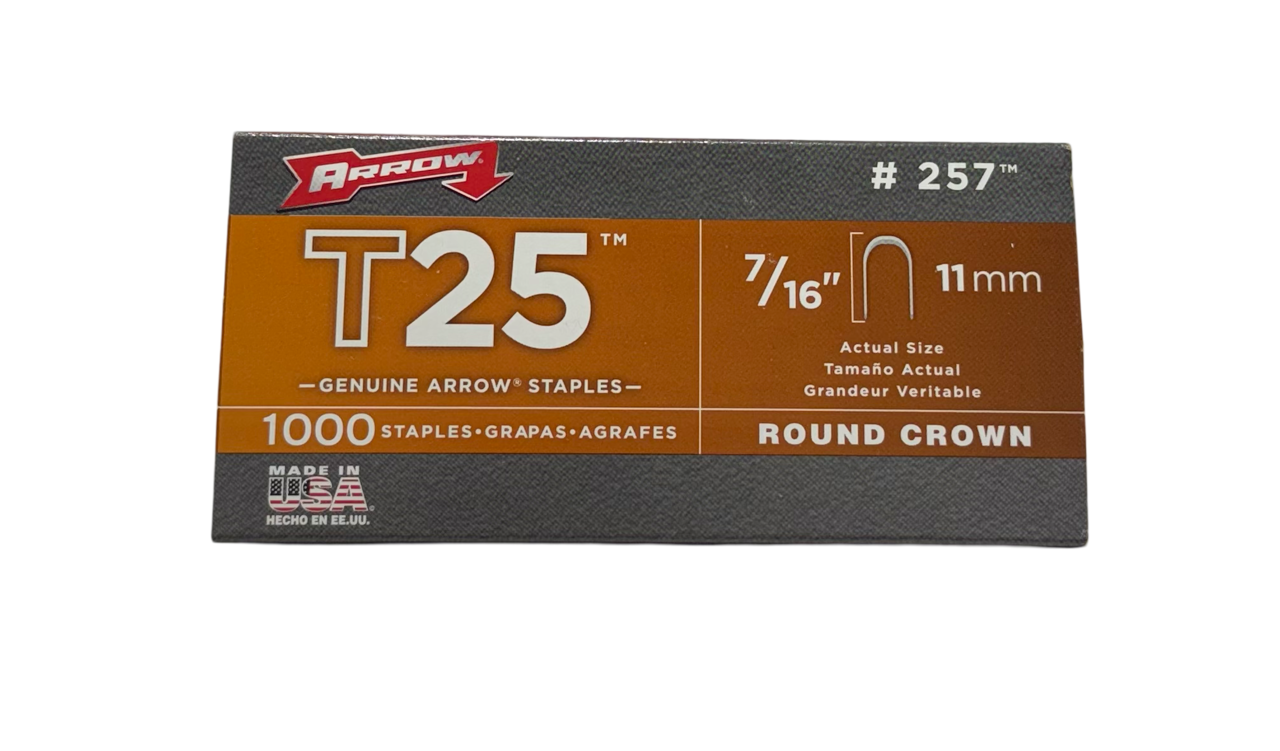 ARROW®
# 257™
T25™
—GENUINE ARROW® STAPLES—
1000 STAPLES•GRAPAS•AGRAFES
7/16" 11mm
Actual Size
Tamaño Actual
Grandeur Veritable
ROUND CROWN
MADE IN
USA
HECHO EN EE.UU.